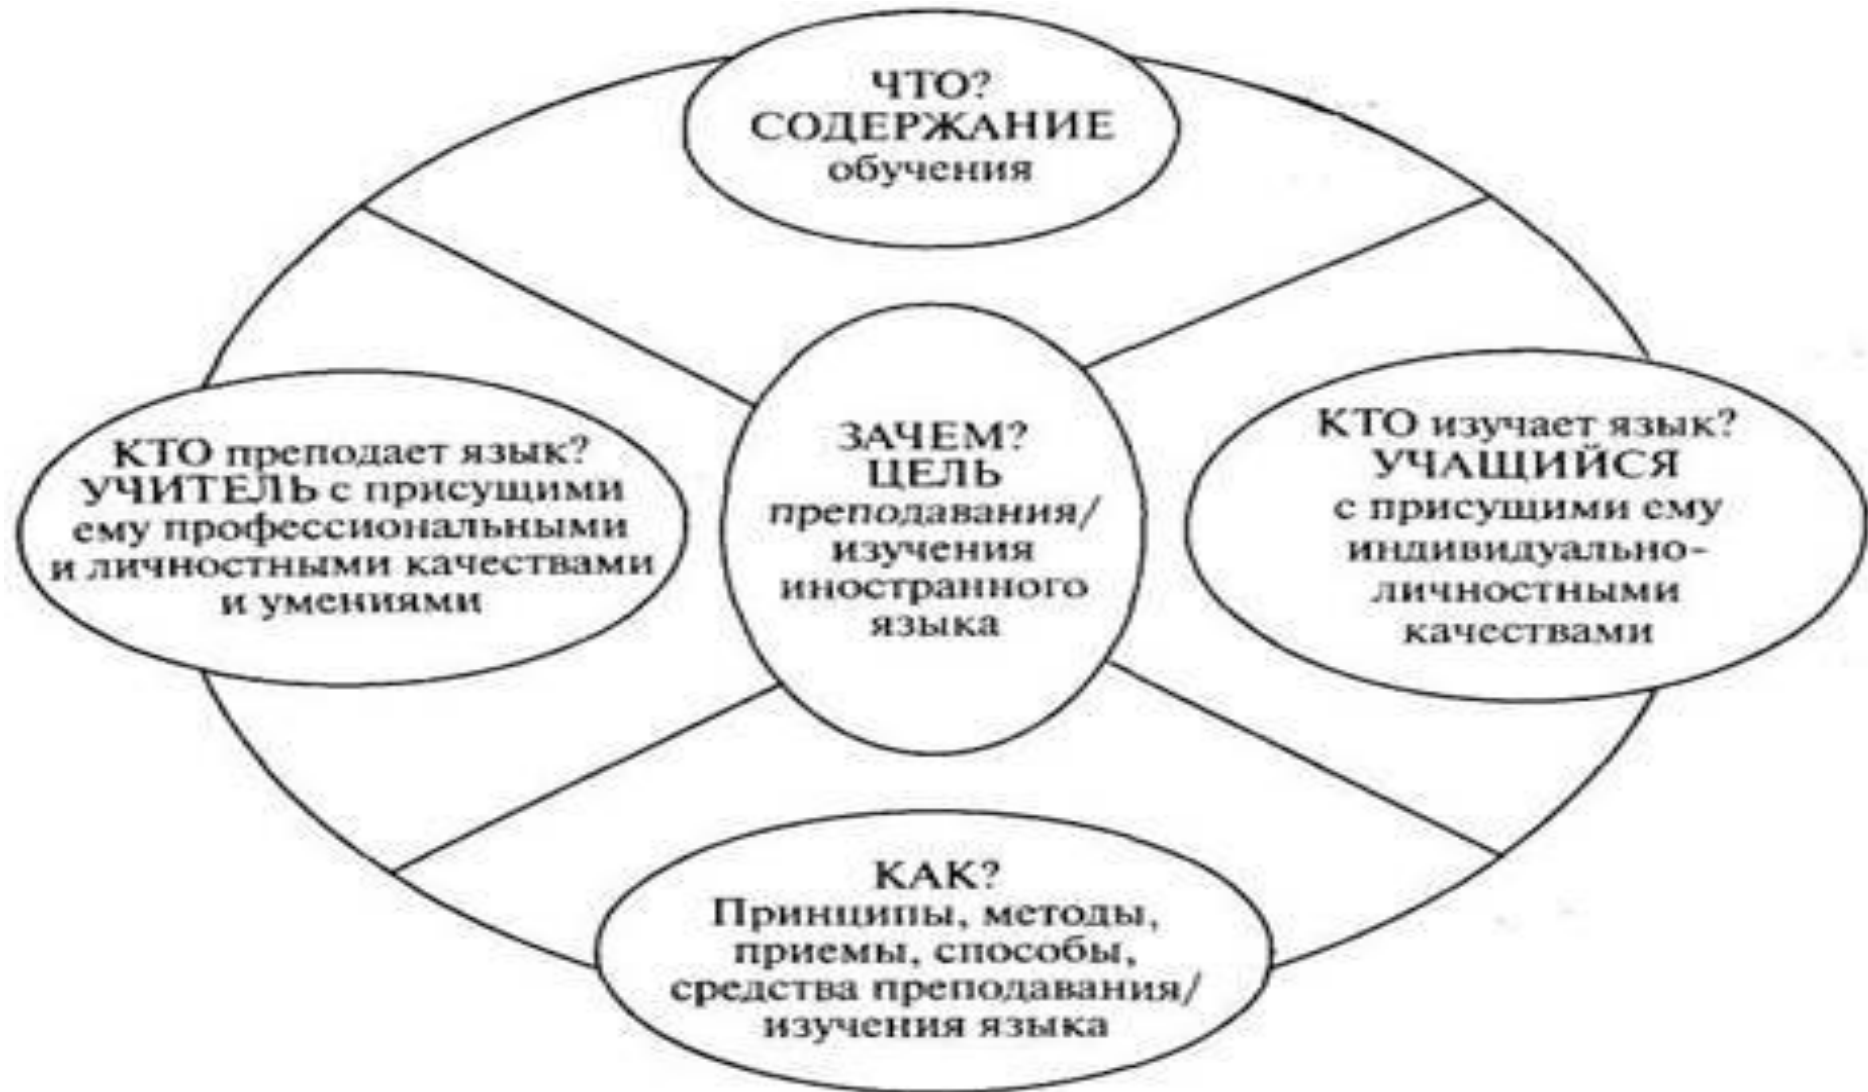 ЧТО?
СОДЕРЖАНИЕ
обучения
КТО преподает язык?
УЧИТЕЛЬ с присущими
ему профессиональными
и личностными качествами
и умениями
ЗАЧЕМ?
ЦЕЛЬ
преподавания/
изучения
иностранного
языка
КТО изучает язык?
УЧАЩИЙСЯ
с присущими ему
индивидуально-
личностными
качествами
КАК?
Принципы, методы,
приемы, способы,
средства преподавания/
изучения языка